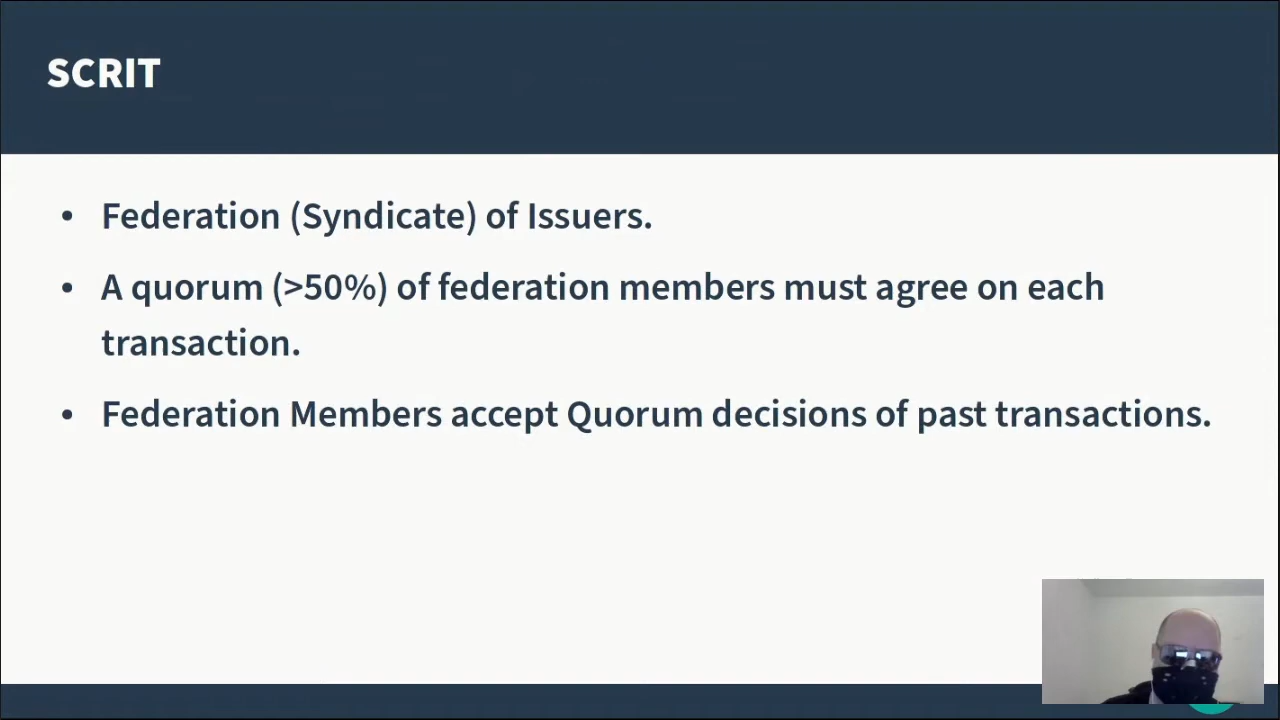 SCRIT
• Federation (Syndicate) of Issuers.
• A quorum (>50%) of federation members must agree on each
transaction.
• Federation Members accept Quorum decisions of past transactions.